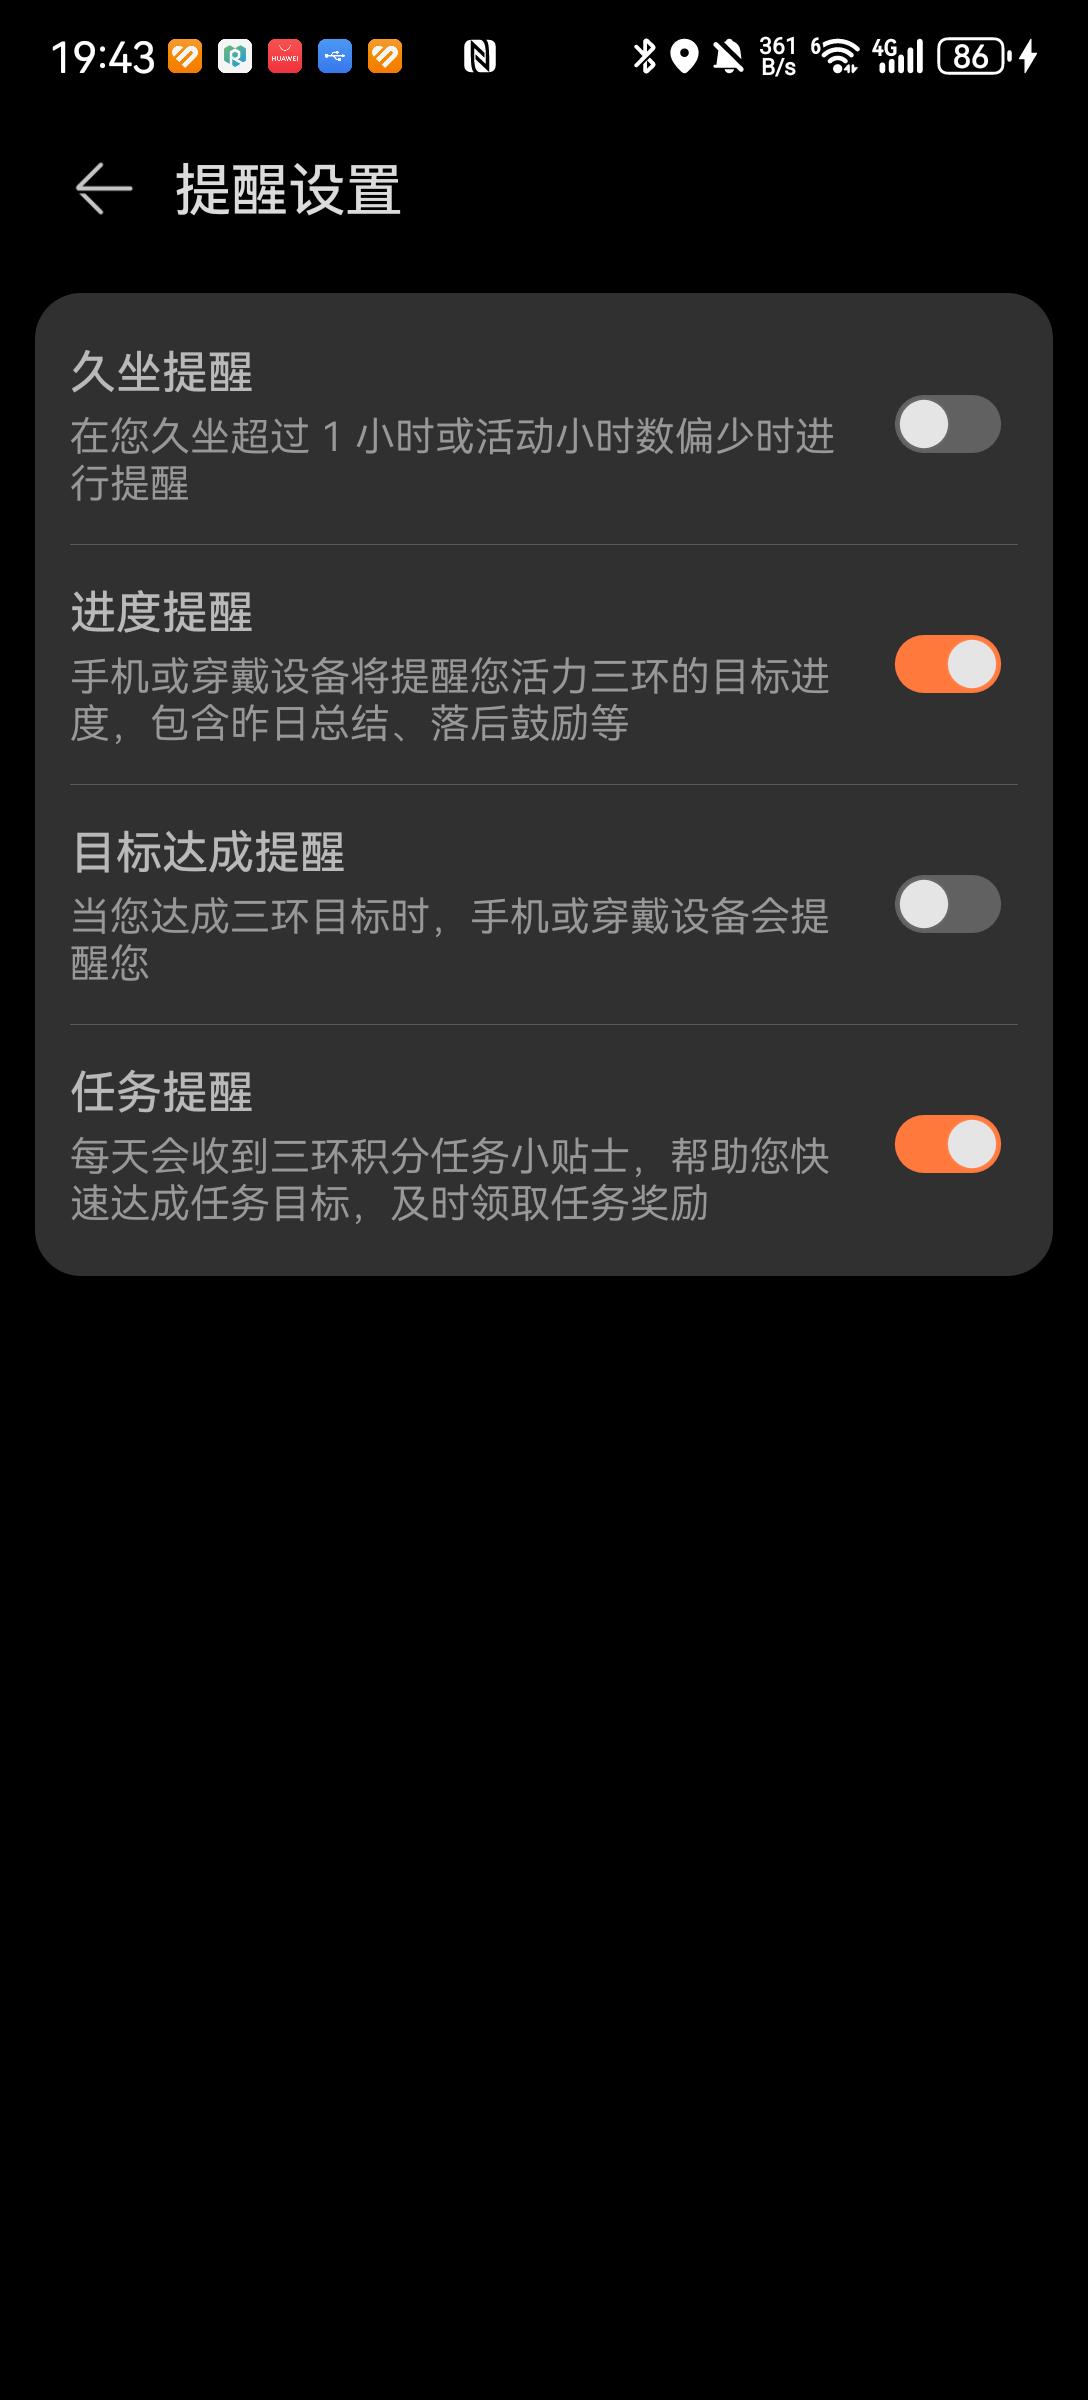 19:43
HUAWEI
361
B/s
6
4G
86
提醒设置
久坐提醒
在您久坐超过 1 小时或活动小时数偏少时进
行提醒
进度提醒
手机或穿戴设备将提醒您活力三环的目标进
度，包含昨日总结、落后鼓励等
目标达成提醒
当您达成三环目标时，手机或穿戴设备会提
醒您
任务提醒
每天会收到三环积分任务小贴士，帮助您快
速达成任务目标，及时领取任务奖励